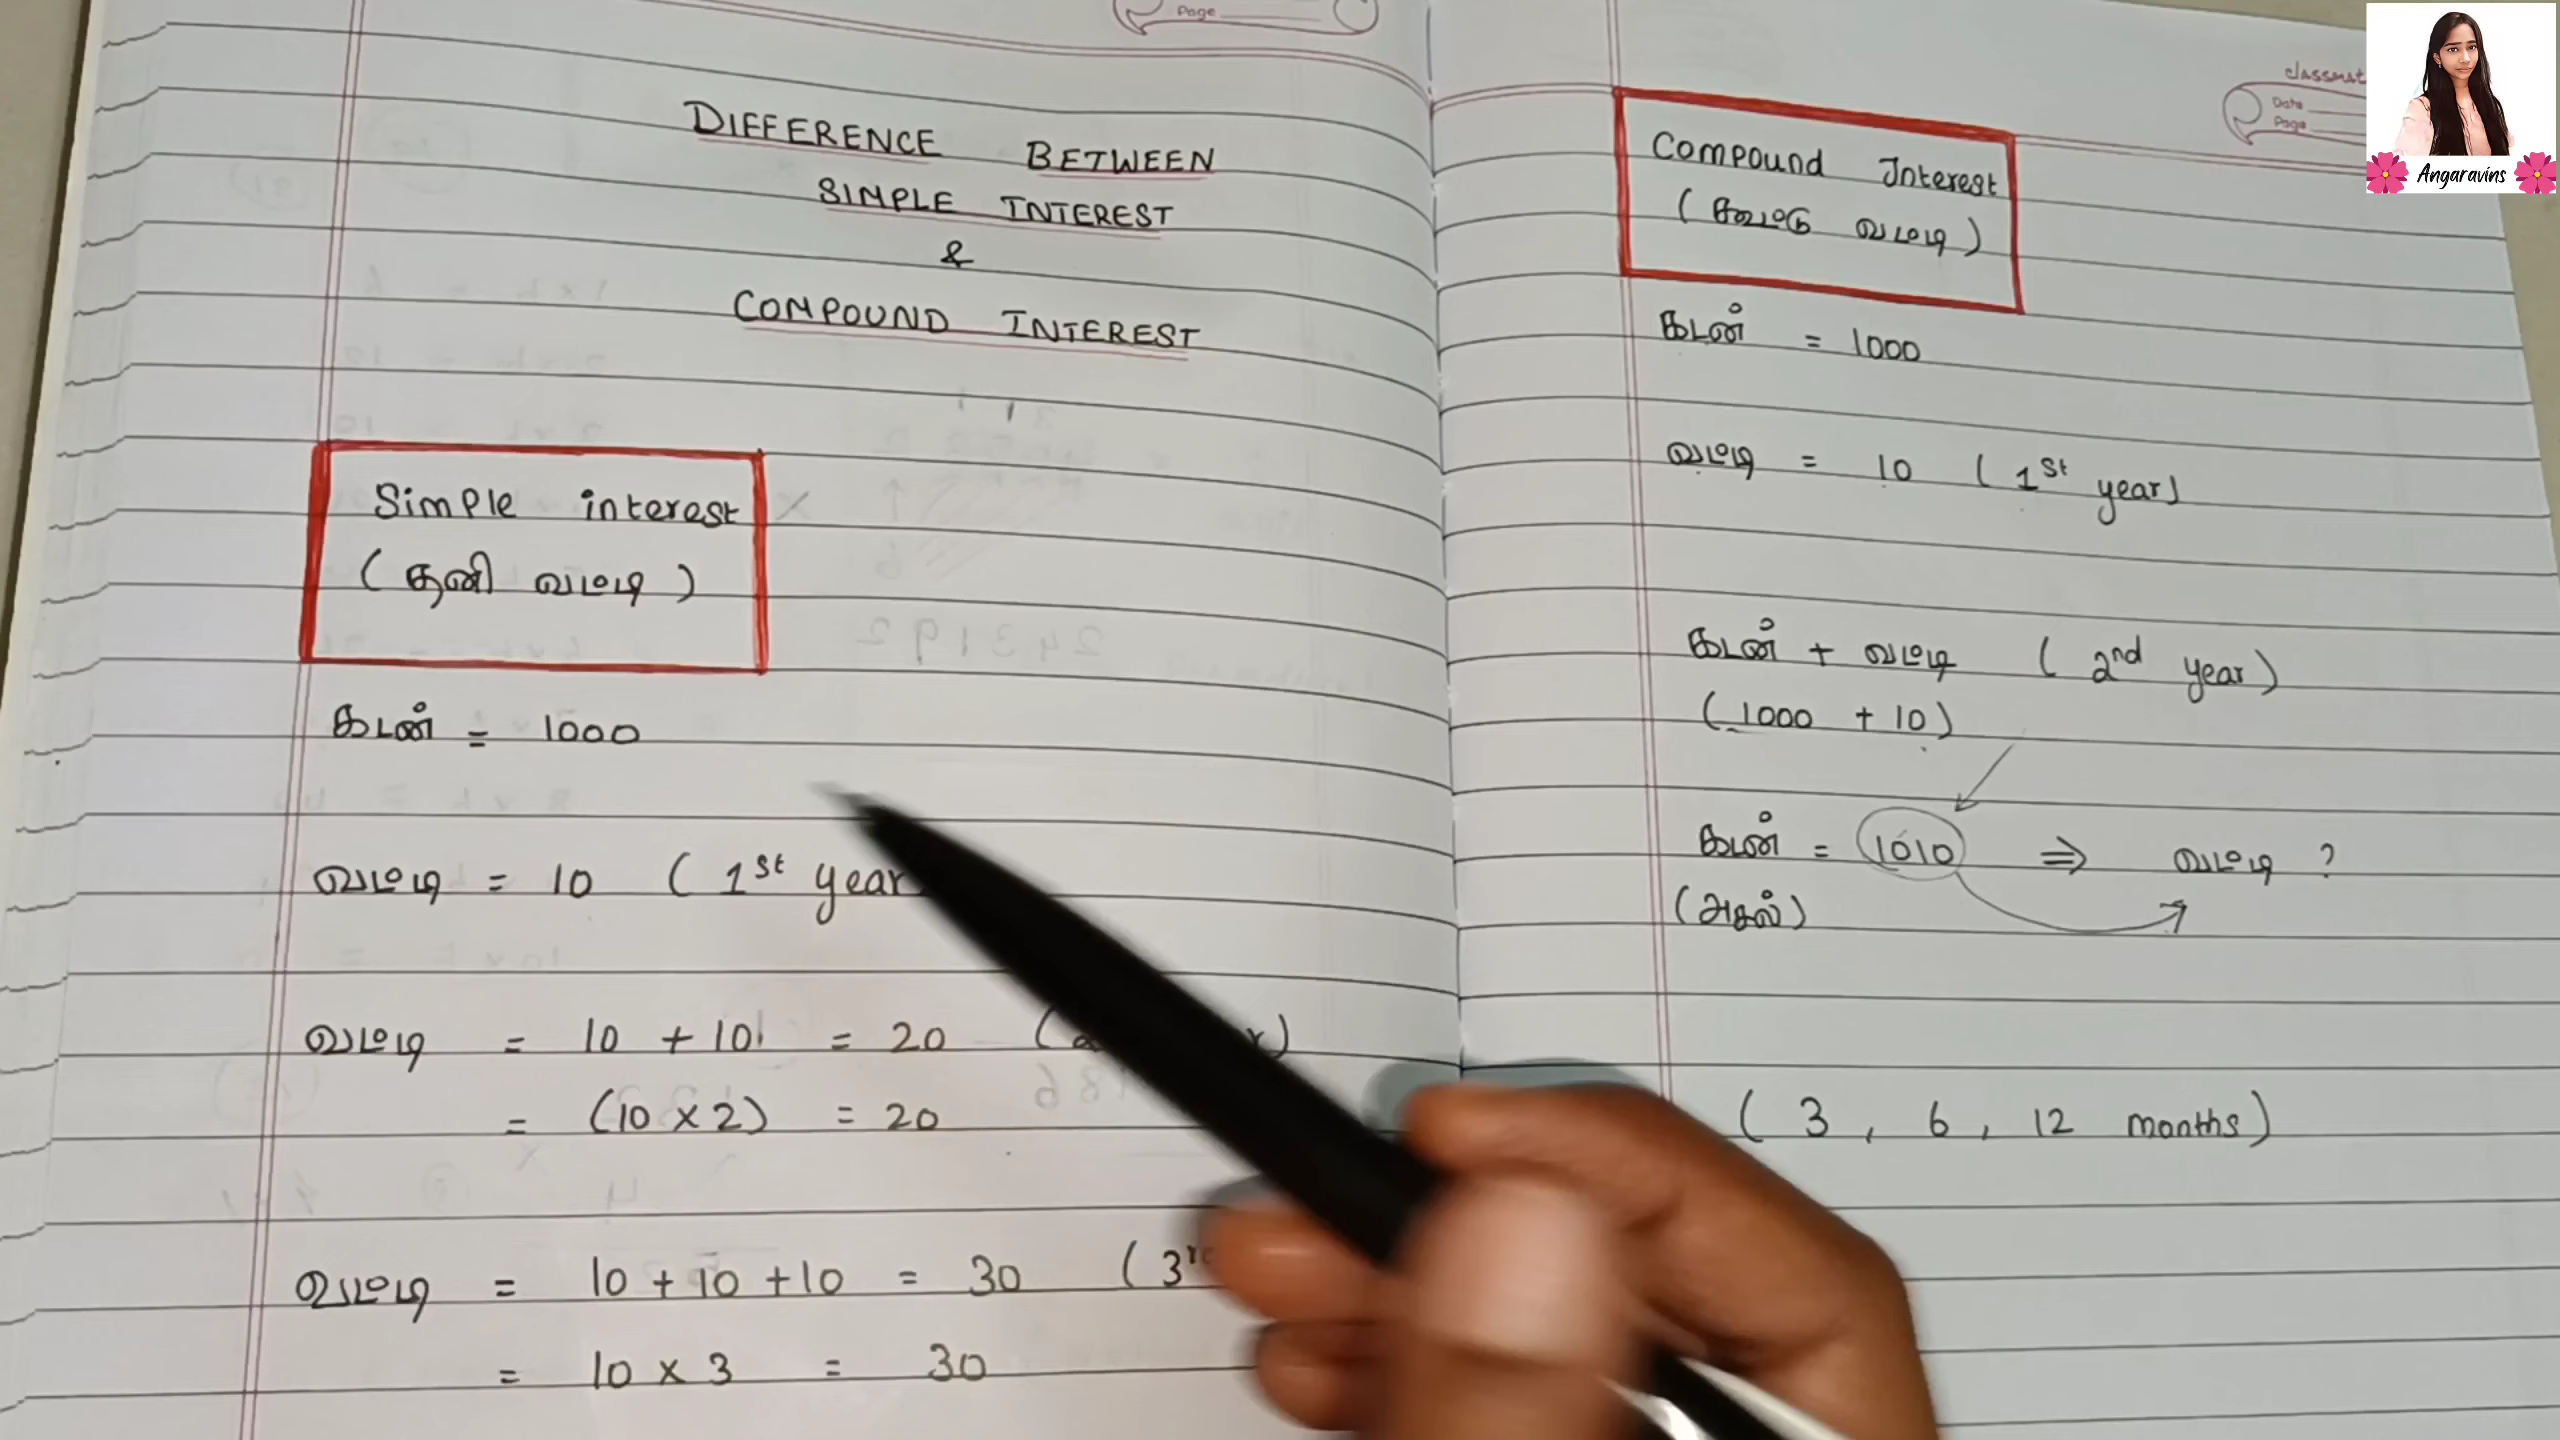 Page
DIFFERENCE BETWEEN
SIMPLE INTEREST
&
COMPOUND INTEREST
Simple interest
(தனி வட்டி)
கடன் = 1000
வட்டி = 10 (1st year)
வட்டி = 10 + 10 = 20
= (10 x 2) = 20
வட்டி = 10 + 10 + 10 = 30 (3
= 10 x 3 = 30
classmat
Date
Page
Compound Interest
(கூட்டு வட்டி)
கடன் = 1000
வட்டி = 10 (1st year)
கடன் + வட்டி (2nd year)
(1000 + 10)
கடன் = 1010 ⇒ வட்டி ?
(அசல்)
(3, 6, 12 months)
Angaravins